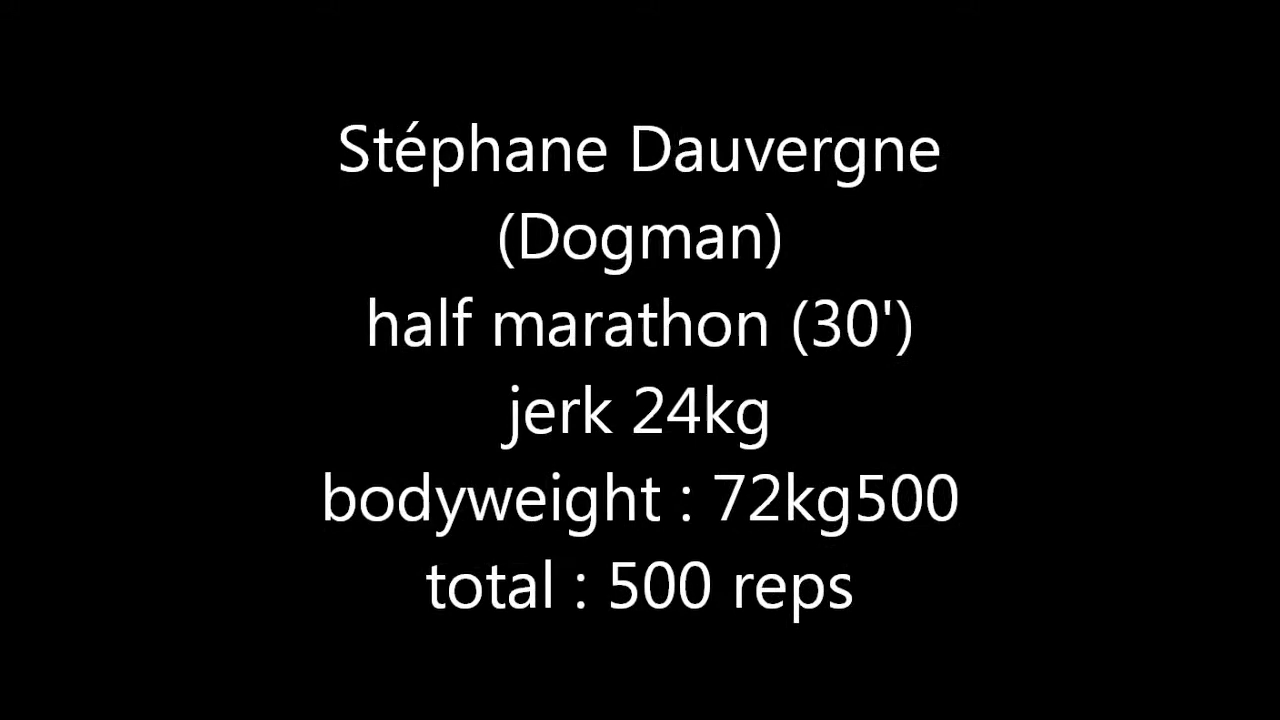 Stéphane Dauvergne
(Dogman)
half marathon (30')
jerk 24kg
bodyweight : 72kg500
total : 500 reps